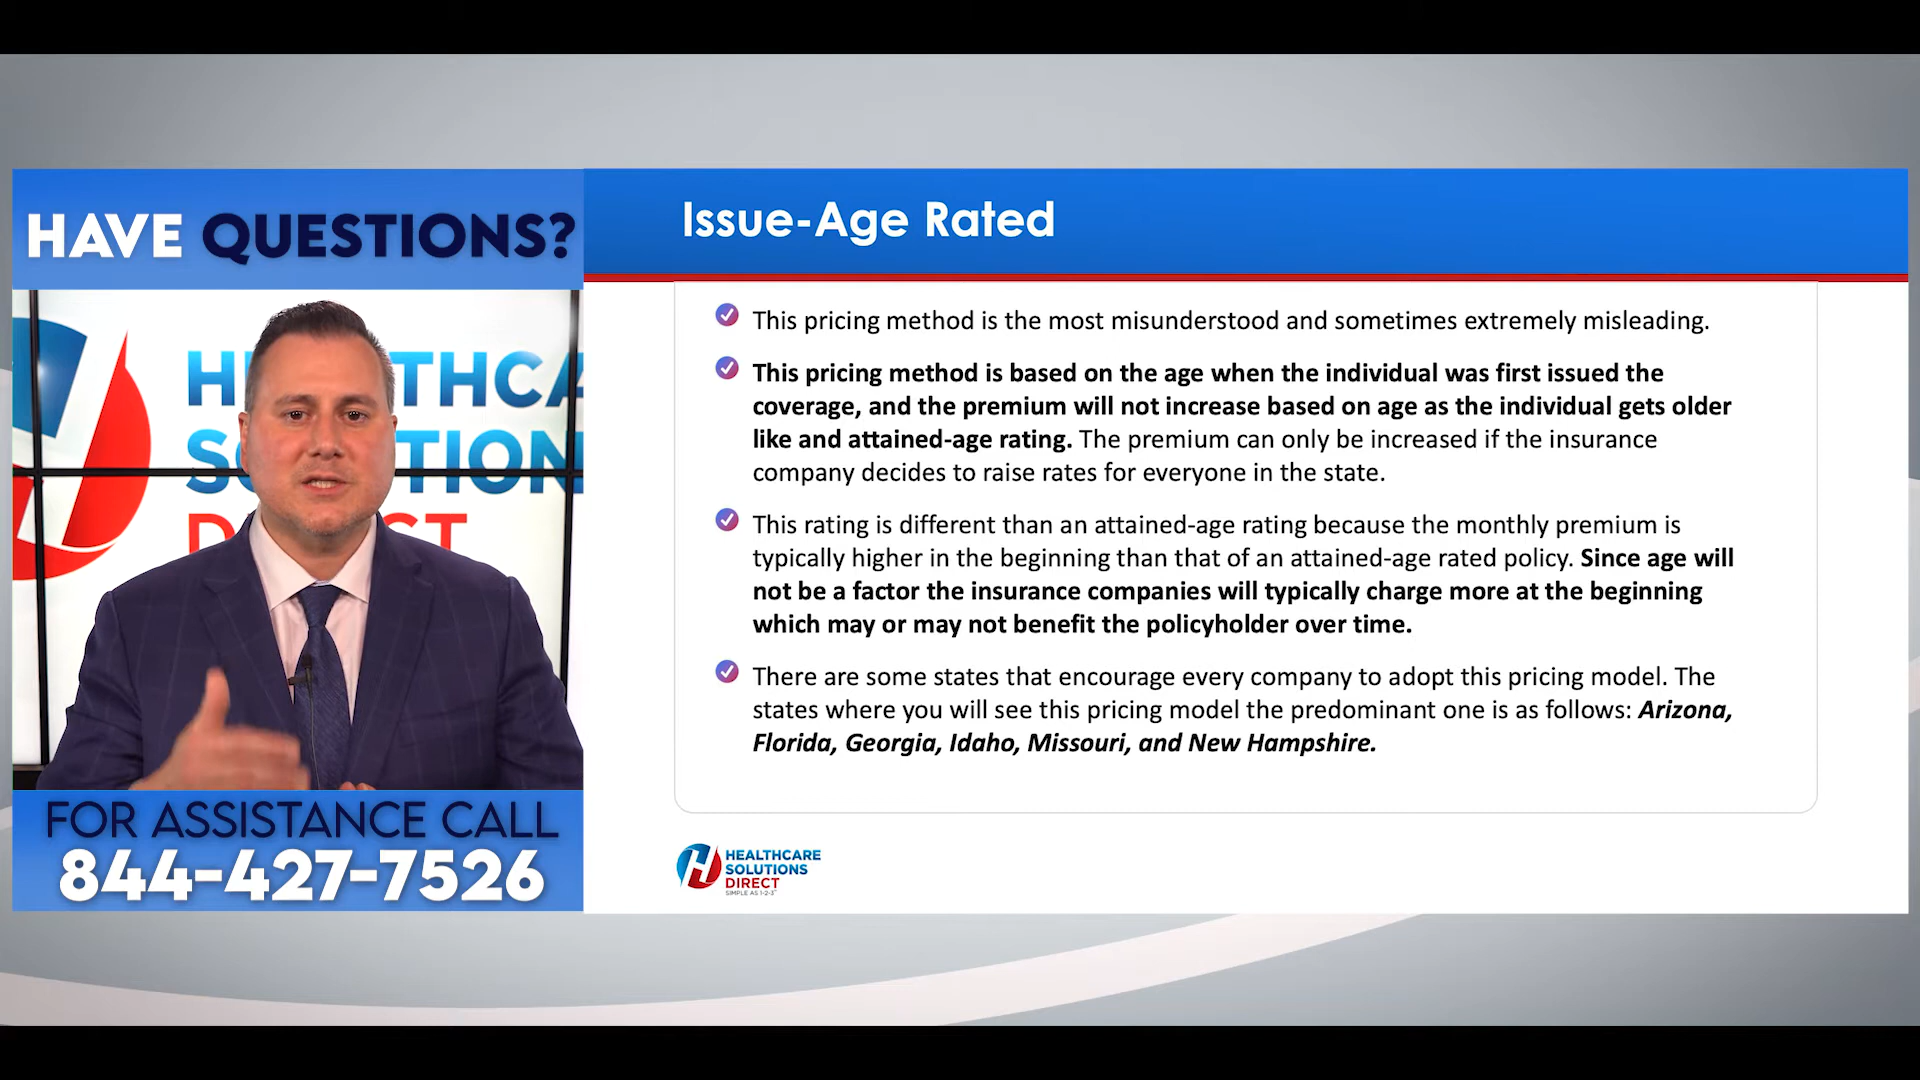 HAVE QUESTIONS?
HEALTHCA
SOLUTION
DIRECT
FOR ASSISTANCE CALL
844-427-7526
Issue-Age Rated
This pricing method is the most misunderstood and sometimes extremely misleading.
This pricing method is based on the age when the individual was first issued the
coverage, and the premium will not increase based on age as the individual gets older
like and attained-age rating. The premium can only be increased if the insurance
company decides to raise rates for everyone in the state.
This rating is different than an attained-age rating because the monthly premium is
typically higher in the beginning than that of an attained-age rated policy. Since age will
not be a factor the insurance companies will typically charge more at the beginning
which may or may not benefit the policyholder over time.
There are some states that encourage every company to adopt this pricing model. The
states where you will see this pricing model the predominant one is as follows: Arizona,
Florida, Georgia, Idaho, Missouri, and New Hampshire.
HEALTHCARE
SOLUTIONS
DIRECT
SIMPLE AS 1-2-3